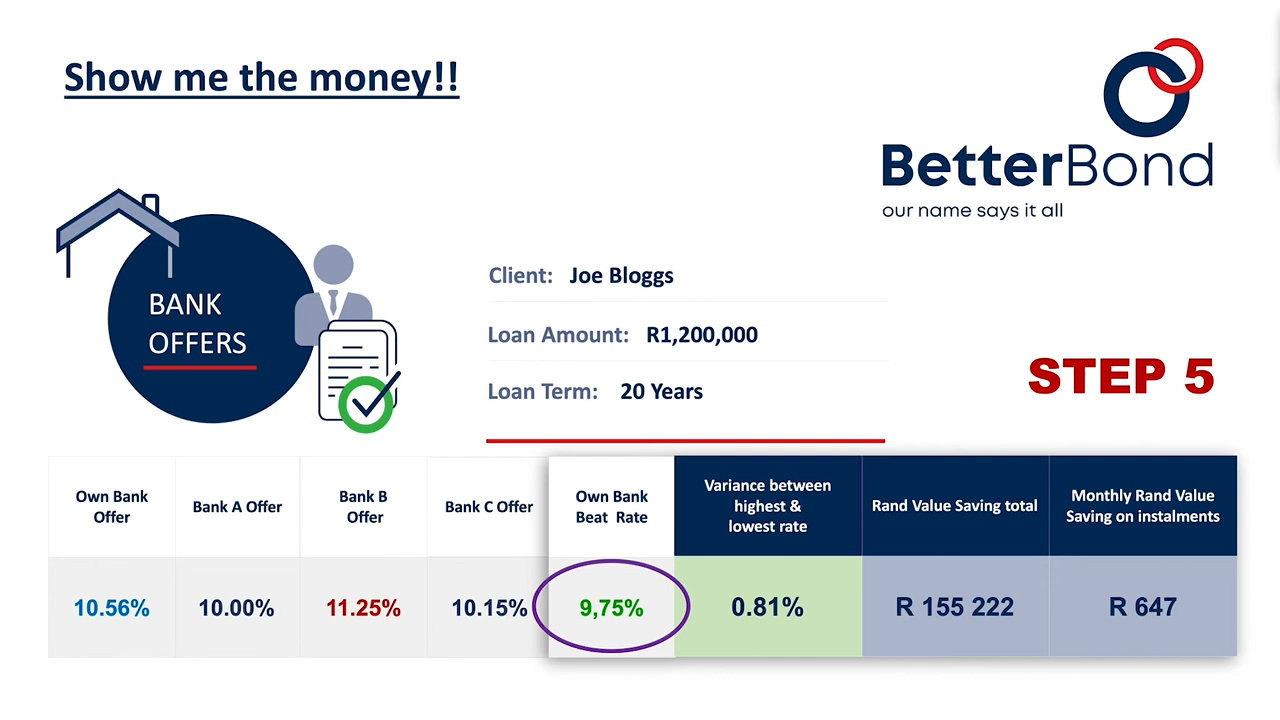 Show me the money!!
BetterBond
our name says it all
BANK
OFFERS
Client: Joe Bloggs
Loan Amount: R1,200,000
Loan Term: 20 Years
STEP 5
Own Bank
Offer
Bank A Offer
Bank B
Offer
Bank C Offer
Own Bank
Beat Rate
Variance between
highest &
lowest rate
Rand Value Saving total
Monthly Rand Value
Saving on instalments
10.56%
10.00%
11.25%
10.15%
9,75%
0.81%
R 155 222
R 647